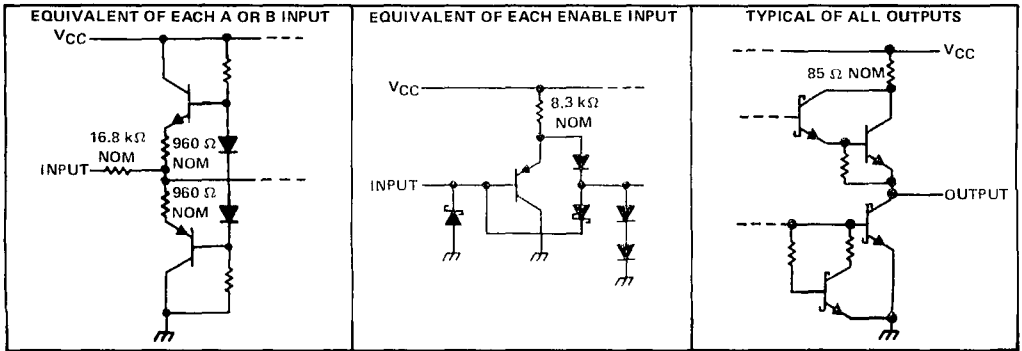 EQUIVALENT OF EACH A OR B INPUT
VCC
16.8 kΩ
NOM
960 Ω
NOM
INPUT
960 Ω
NOM
EQUIVALENT OF EACH ENABLE INPUT
VCC
8.3 kΩ
NOM
INPUT
TYPICAL OF ALL OUTPUTS
VCC
85 Ω NOM
OUTPUT